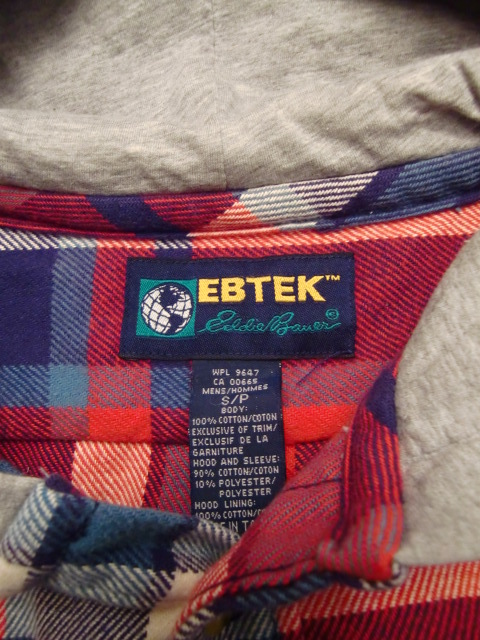 EBTEK™
Eddie Bauer®
WPL 9647
CA 00665
MENS/HOMMES
S/P
BODY:
100% COTTON/COTON
EXCLUSIVE OF TRIM/
EXCLUSIF DE LA
GARNITURE
HOOD AND SLEEVE:
90% COTTON/COTON
10% POLYESTER/
POLYESTER
HOOD LINING:
100% COTTON/COTON
IN